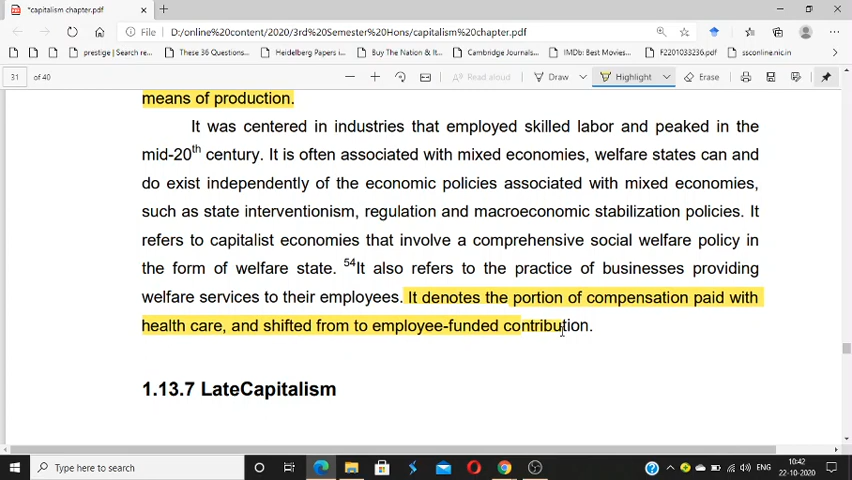 *capitalism chapter.pdf
File
D:/online%20content/2020/3rd%20Semester%20Hons/capitalism%20chapter.pdf
prestige | Search re...
These 36 Questions...
Heidelberg Papers i...
Buy The Nation & It...
Cambridge Journals...
IMDb: Best Movies...
F2201033236.pdf
ssconline.nic.in
31 of 40
Read aloud
Draw
Highlight
Erase
means of production.
It was centered in industries that employed skilled labor and peaked in the
mid-20th century. It is often associated with mixed economies, welfare states can and
do exist independently of the economic policies associated with mixed economies,
such as state interventionism, regulation and macroeconomic stabilization policies. It
refers to capitalist economies that involve a comprehensive social welfare policy in
the form of welfare state. 54It also refers to the practice of businesses providing
welfare services to their employees. It denotes the portion of compensation paid with
health care, and shifted from to employee-funded contribution.
1.13.7 LateCapitalism
Type here to search
ENG
10:42
22-10-2020